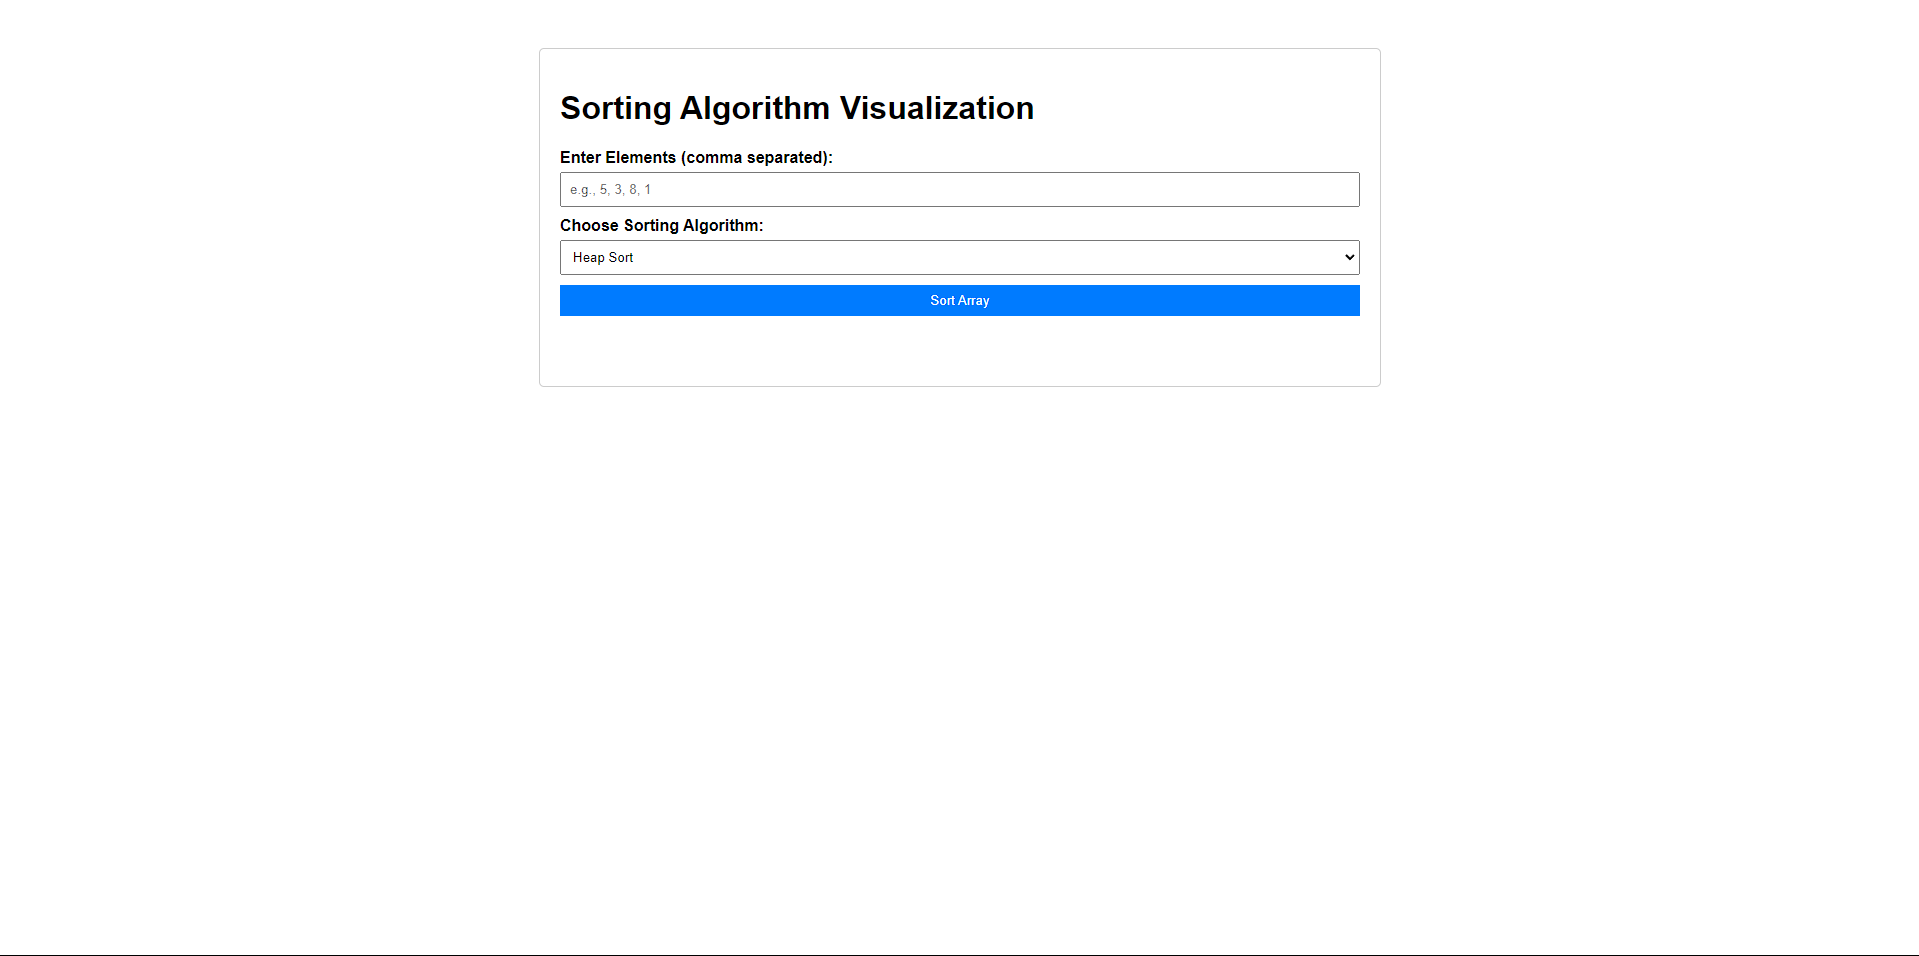 Sorting Algorithm Visualization
Enter Elements (comma separated):
e.g., 5, 3, 8, 1
Choose Sorting Algorithm:
Heap Sort
Sort Array